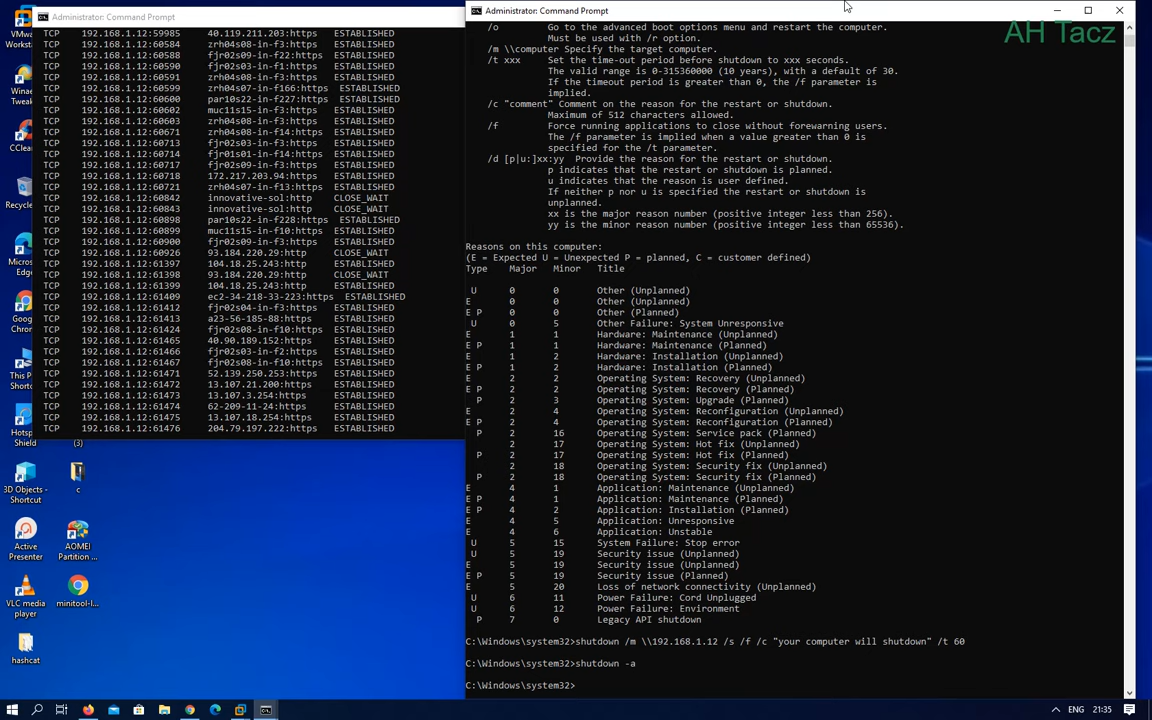 Administrator: Command Prompt
TCP 192.168.1.12:59985 40.119.211.203:https ESTABLISHED
TCP 192.168.1.12:60584 zrh04s08-in-f3:https ESTABLISHED
TCP 192.168.1.12:60588 fjr02s09-in-f22:https ESTABLISHED
TCP 192.168.1.12:60590 fjr02s03-in-f1:https ESTABLISHED
TCP 192.168.1.12:60591 zrh04s08-in-f3:https ESTABLISHED
TCP 192.168.1.12:60599 zrh04s07-in-f166:https ESTABLISHED
TCP 192.168.1.12:60600 par10s22-in-f227:https ESTABLISHED
TCP 192.168.1.12:60602 muc11s15-in-f3:https ESTABLISHED
TCP 192.168.1.12:60603 zrh04s08-in-f3:https ESTABLISHED
TCP 192.168.1.12:60671 zrh04s08-in-f14:https ESTABLISHED
TCP 192.168.1.12:60713 fjr02s03-in-f3:https ESTABLISHED
TCP 192.168.1.12:60714 fjr01s01-in-f14:https ESTABLISHED
TCP 192.168.1.12:60717 fjr02s09-in-f3:https ESTABLISHED
TCP 192.168.1.12:60718 172.217.203.94:https ESTABLISHED
TCP 192.168.1.12:60721 zrh04s07-in-f13:https ESTABLISHED
TCP 192.168.1.12:60842 innovative-sol:http CLOSE_WAIT
TCP 192.168.1.12:60843 innovative-sol:http CLOSE_WAIT
TCP 192.168.1.12:60898 par10s22-in-f228:https ESTABLISHED
TCP 192.168.1.12:60899 muc11s15-in-f10:https ESTABLISHED
TCP 192.168.1.12:60900 fjr02s09-in-f3:https ESTABLISHED
TCP 192.168.1.12:60926 93.184.220.29:http CLOSE_WAIT
TCP 192.168.1.12:61397 104.18.25.243:http ESTABLISHED
TCP 192.168.1.12:61398 93.184.220.29:http CLOSE_WAIT
TCP 192.168.1.12:61399 104.18.25.243:http ESTABLISHED
TCP 192.168.1.12:61409 ec2-34-218-33-223:https ESTABLISHED
TCP 192.168.1.12:61412 fjr02s04-in-f3:https ESTABLISHED
TCP 192.168.1.12:61413 a23-56-185-88:https ESTABLISHED
TCP 192.168.1.12:61424 fjr02s08-in-f10:https ESTABLISHED
TCP 192.168.1.12:61465 40.90.189.152:https ESTABLISHED
TCP 192.168.1.12:61466 fjr02s03-in-f2:https ESTABLISHED
TCP 192.168.1.12:61467 fjr02s08-in-f10:https ESTABLISHED
TCP 192.168.1.12:61471 52.139.250.253:https ESTABLISHED
TCP 192.168.1.12:61472 13.107.21.200:https ESTABLISHED
TCP 192.168.1.12:61473 13.107.3.254:https ESTABLISHED
TCP 192.168.1.12:61474 62-209-11-24:https ESTABLISHED
TCP 192.168.1.12:61475 13.107.18.254:https ESTABLISHED
TCP 192.168.1.12:61476 204.79.197.222:https ESTABLISHED
Administrator: Command Prompt
AH Tacz
/o Go to the advanced boot options menu and restart the computer.
Must be used with /r option.
/m \\computer Specify the target computer.
/t xxx Set the time-out period before shutdown to xxx seconds.
The valid range is 0-315360000 (10 years), with a default of 30.
If the timeout period is greater than 0, the /f parameter is
implied.
/c "comment" Comment on the reason for the restart or shutdown.
Maximum of 512 characters allowed.
/f Force running applications to close without forewarning users.
The /f parameter is implied when a value greater than 0 is
specified for the /t parameter.
/d [p|u:]xx:yy Provide the reason for the restart or shutdown.
p indicates that the restart or shutdown is planned.
u indicates that the reason is user defined.
If neither p nor u is specified the restart or shutdown is
unplanned.
xx is the major reason number (positive integer less than 256).
yy is the minor reason number (positive integer less than 65536).
Reasons on this computer:
(E = Expected U = Unexpected P = planned, C = customer defined)
Type Major Minor Title
U 0 0 Other (Unplanned)
E 0 0 Other (Unplanned)
E P 0 0 Other (Planned)
U 0 5 Other Failure: System Unresponsive
E 1 1 Hardware: Maintenance (Unplanned)
E P 1 1 Hardware: Maintenance (Planned)
E 1 2 Hardware: Installation (Unplanned)
E P 1 2 Hardware: Installation (Planned)
E 2 2 Operating System: Recovery (Unplanned)
E P 2 2 Operating System: Recovery (Planned)
P 2 3 Operating System: Upgrade (Planned)
E 2 4 Operating System: Reconfiguration (Unplanned)
E P 2 4 Operating System: Reconfiguration (Planned)
P 2 16 Operating System: Service pack (Planned)
2 17 Operating System: Hot fix (Unplanned)
P 2 17 Operating System: Hot fix (Planned)
2 18 Operating System: Security fix (Unplanned)
P 2 18 Operating System: Security fix (Planned)
E 4 1 Application: Maintenance (Unplanned)
E P 4 1 Application: Maintenance (Planned)
E P 4 2 Application: Installation (Planned)
E 4 5 Application: Unresponsive
E 4 6 Application: Unstable
U 5 15 System Failure: Stop error
U 5 19 Security issue (Unplanned)
E 5 19 Security issue (Unplanned)
E P 5 19 Security issue (Planned)
E 5 20 Loss of network connectivity (Unplanned)
U 6 11 Power Failure: Cord Unplugged
U 6 12 Power Failure: Environment
P 7 0 Legacy API shutdown
C:\Windows\system32>shutdown /m \\192.168.1.12 /s /f /c "your computer will shutdown" /t 60
C:\Windows\system32>shutdown -a
C:\Windows\system32>
VMw
Works
Winae
Tweak
CCle
Recycle
Micros
Edge
Goog
Chro
This P
Shortc
Hotsp
Shield
(3)
3D Objects -
Shortcut
c
Active
Presenter
AOMEI
Partition ...
VLC media
player
minitool-l...
hashcat
ENG
21:35